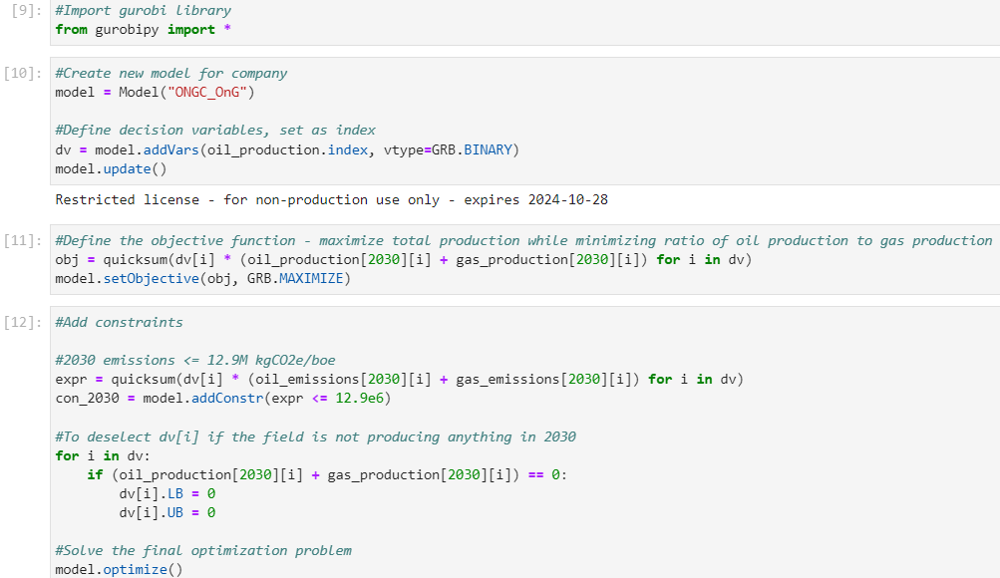 [9]: #Import gurobi library
from gurobipy import *
[10]: #Create new model for company
model = Model("ONGC_OnG")
#Define decision variables, set as index
dv = model.addVars(oil_production.index, vtype=GRB.BINARY)
model.update()
Restricted license - for non-production use only - expires 2024-10-28
[11]: #Define the objective function - maximize total production while minimizing ratio of oil production to gas production
obj = quicksum(dv[i] * (oil_production[2030][i] + gas_production[2030][i]) for i in dv)
model.setObjective(obj, GRB.MAXIMIZE)
[12]: #Add constraints
#2030 emissions <= 12.9M kgCO2e/boe
expr = quicksum(dv[i] * (oil_emissions[2030][i] + gas_emissions[2030][i]) for i in dv)
con_2030 = model.addConstr(expr <= 12.9e6)
#To deselect dv[i] if the field is not producing anything in 2030
for i in dv:
    if (oil_production[2030][i] + gas_production[2030][i]) == 0:
        dv[i].LB = 0
        dv[i].UB = 0
#Solve the final optimization problem
model.optimize()